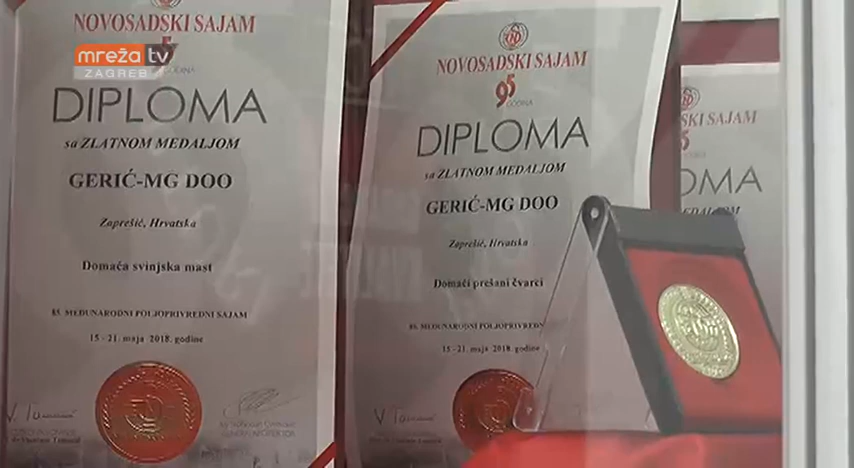 mreža tv
ZAGREB
NOVOSADSKI SAJAM
DIPLOMA
sa ZLATNOM MEDALJOM
GERIĆ-MG DOO
Zaprešić, Hrvatska
Domaća svinjska mast
85. MEĐUNARODNI POLJOPRIVREDNI SAJAM
15 - 21. maja 2018. godine
NOVOSADSKI SAJAM
95
GODINA
DIPLOMA
sa ZLATNOM MEDALJOM
GERIĆ-MG DOO
Zaprešić, Hrvatska
Domaći prešani čvarci
85. MEĐUNARODNI POLJOPRIVREDN
15 - 21. maja 2018. godine
SKI SAJAM
OMA
MEDALJOM